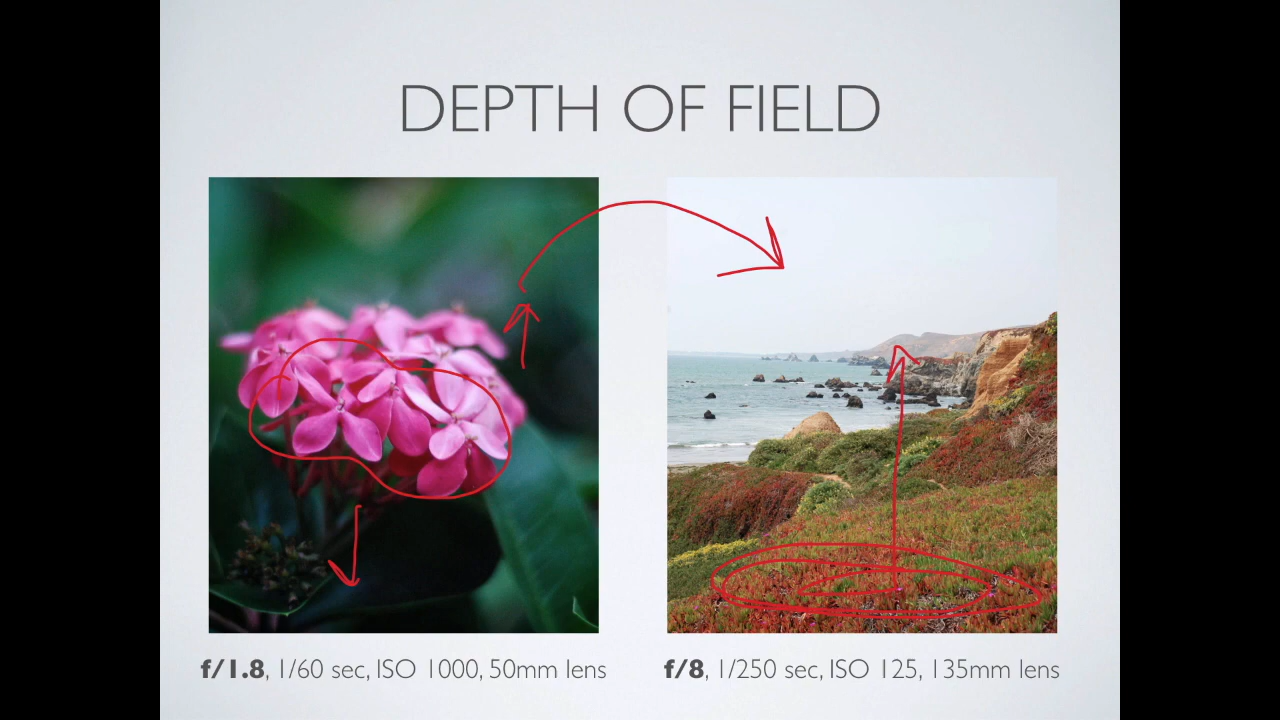 DEPTH OF FIELD
f/1.8, 1/60 sec, ISO 1000, 50mm lens
f/8, 1/250 sec, ISO 125, 135mm lens